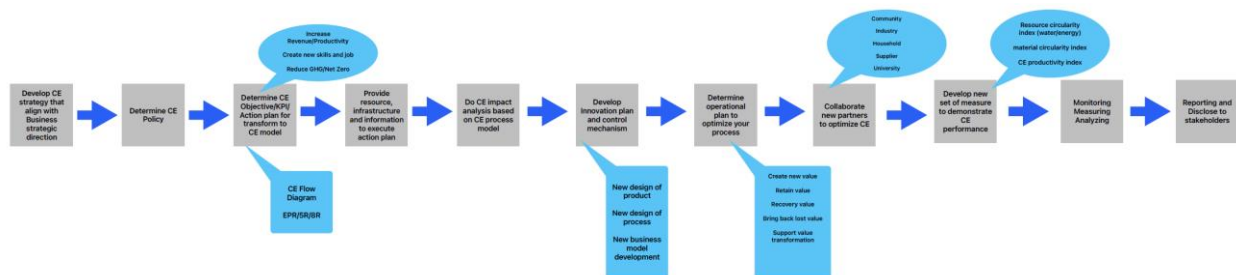 Increase
Revenue/Productivity
Create new skills and job
Reduce GHG/Net Zero
Community
Industry
Household
Supplier
University
Resource circularity
index (water/energy)
material circularity index
CE productivity index
Develop CE
strategy that
align with
Business
strategic
direction
Determine CE
Policy
Determine CE
Objective/KPI/
Action plan for
transform to
CE model
Provide
resource,
infrastructure
and information
to execute
action plan
Do CE impact
analysis based
on CE process
model
Develop
Innovation plan
and control
mechanism
Determine
operational
plan to
optimize your
process
Collaborate
new partners
to optimize CE
Develop new
set of measure
to demonstrate
CE
performance
Monitoring
Measuring
Analyzing
Reporting and
Disclose to
stakeholders
CE Flow
Diagram
EPR/5R/8R
New design of
product
New design of
process
New business
model
development
Create new value
Retain value
Recovery value
Bring back lost value
Support value
transformation